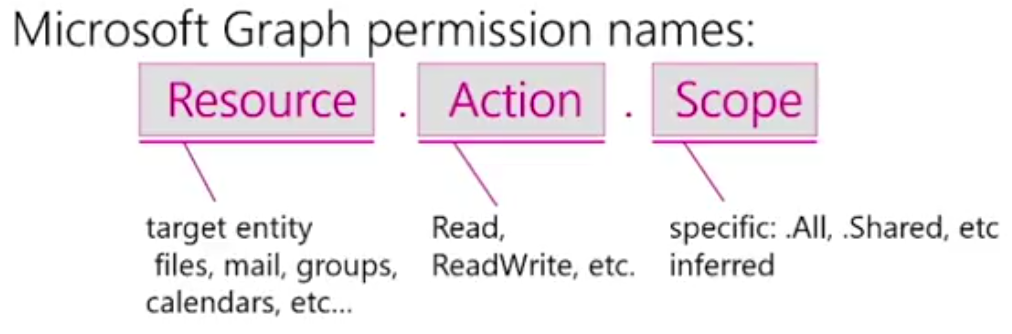 Microsoft Graph permission names:
Resource . Action . Scope
target entity
files, mail, groups,
calendars, etc...
Read,
ReadWrite, etc.
specific: .All, .Shared, etc
inferred